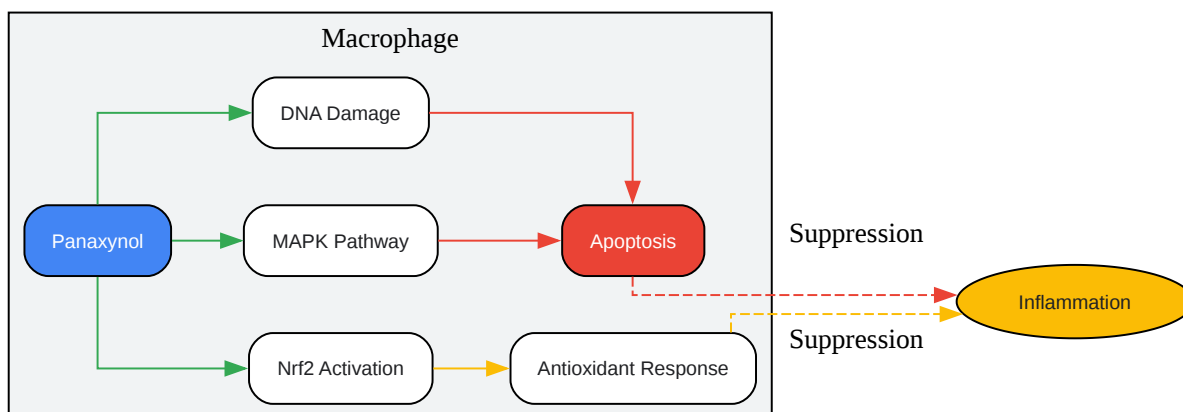 Macrophage
DNA Damage
Panaxynol
MAPK Pathway
Apoptosis
Suppression
Inflammation
Suppression
Nrf2 Activation
Antioxidant Response